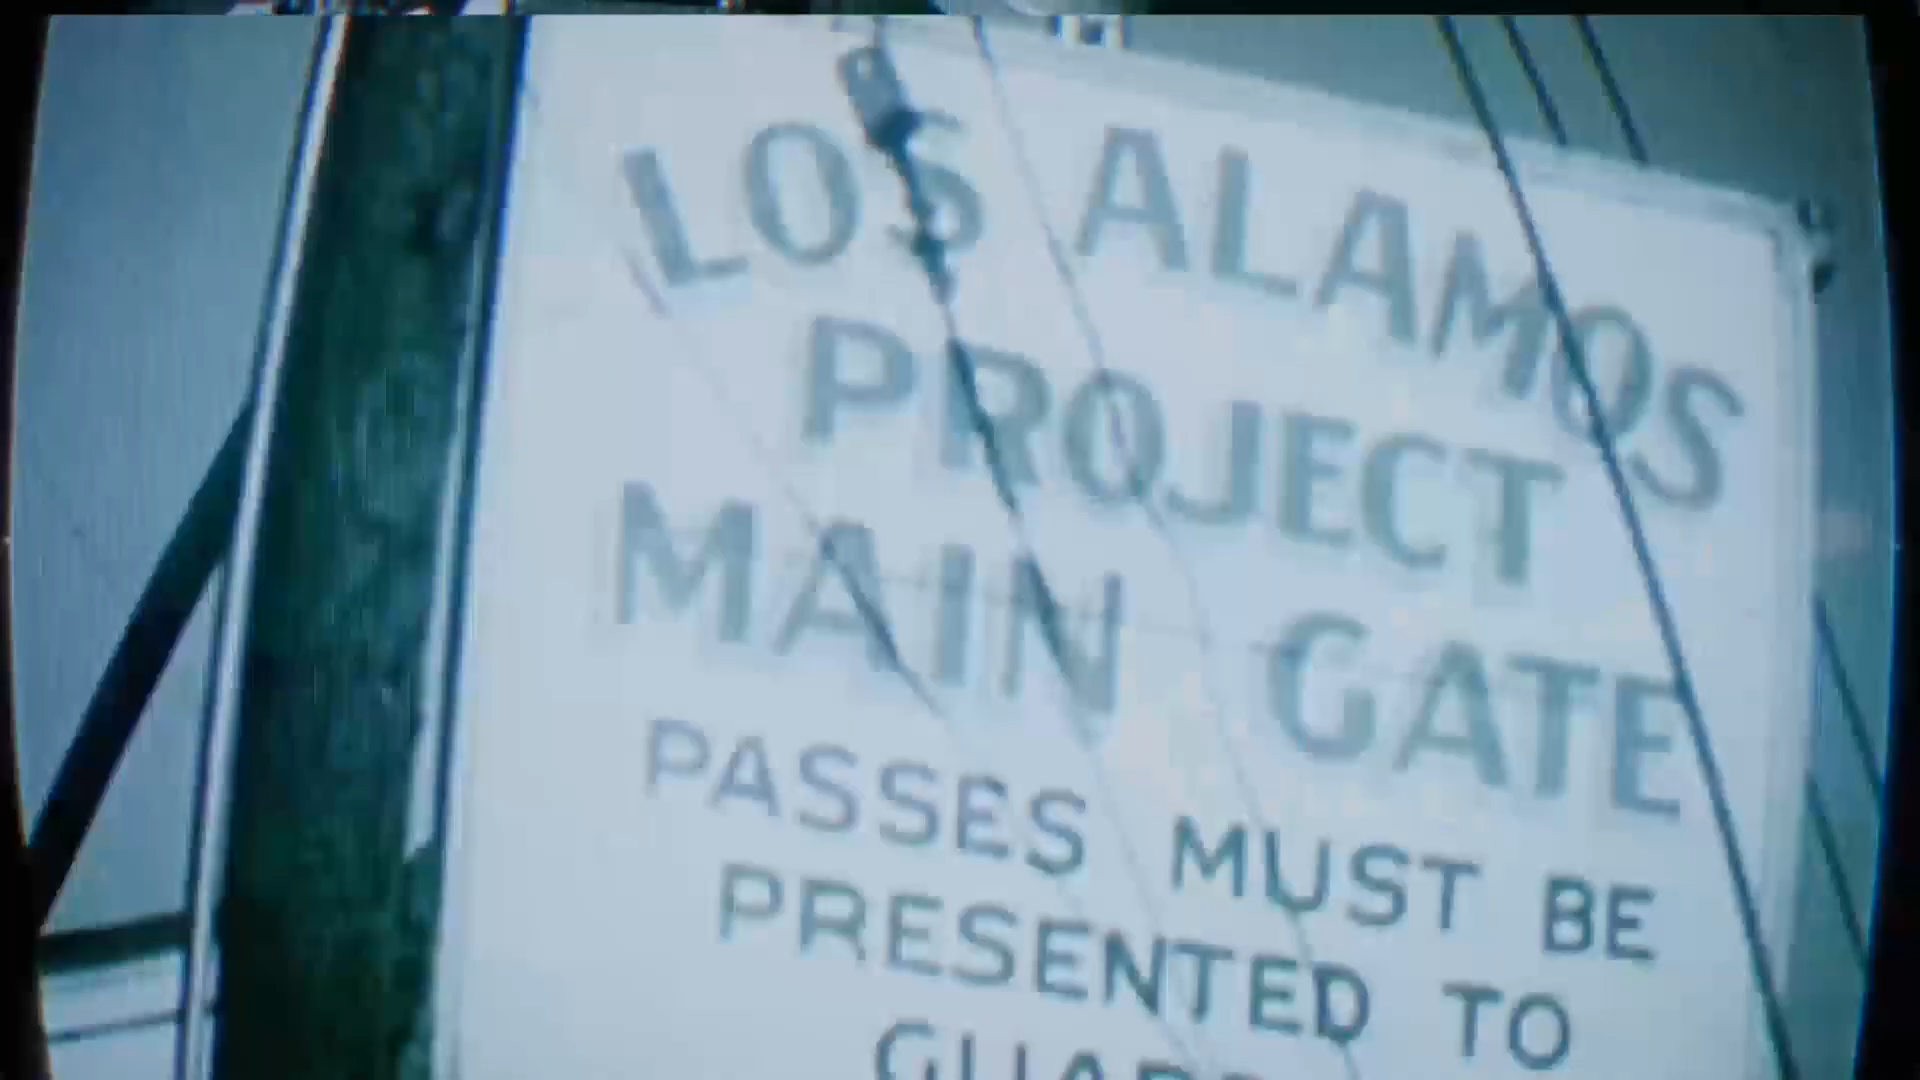 LOS ALAMOS
PROJECT
MAIN GATE
PASSES MUST BE
PRESENTED TO